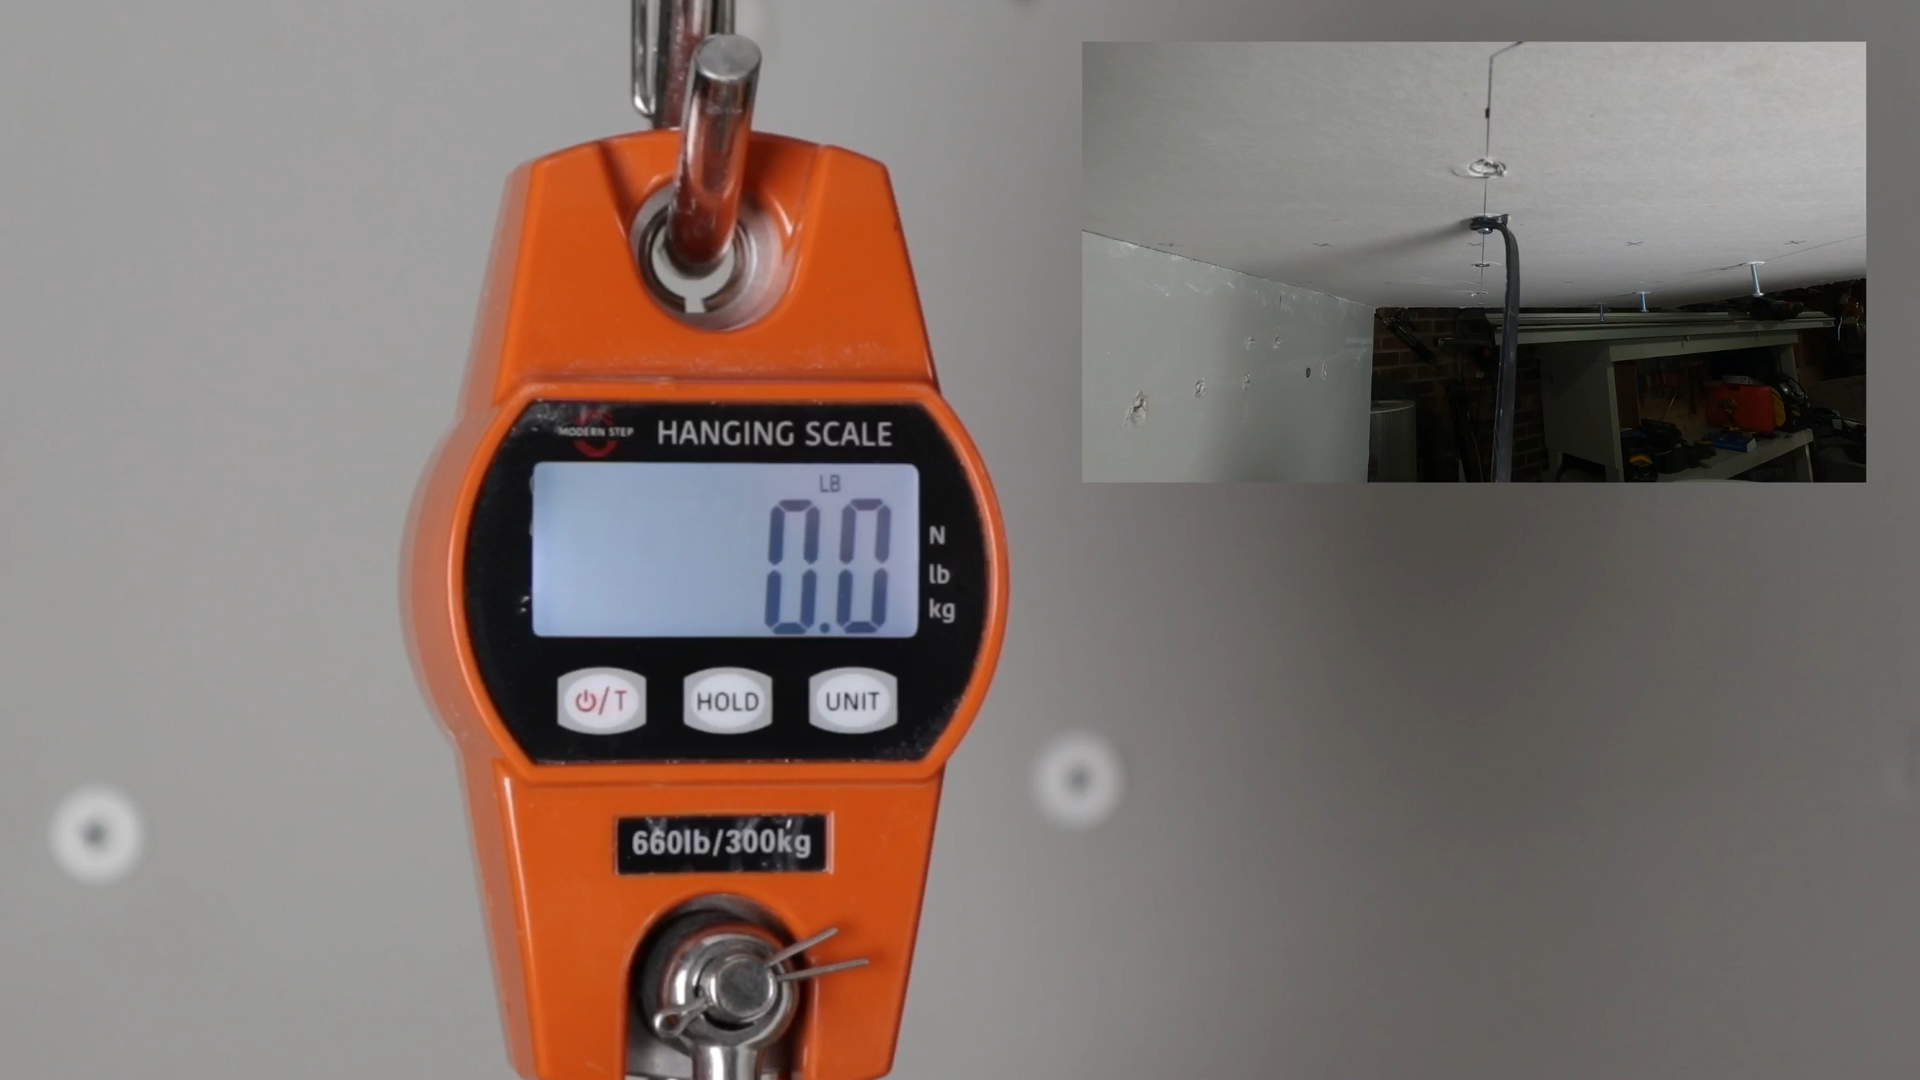 MODERN STEP
HANGING SCALE
LB
0.0
N
lb
kg
⏻/T
HOLD
UNIT
660lb/300kg